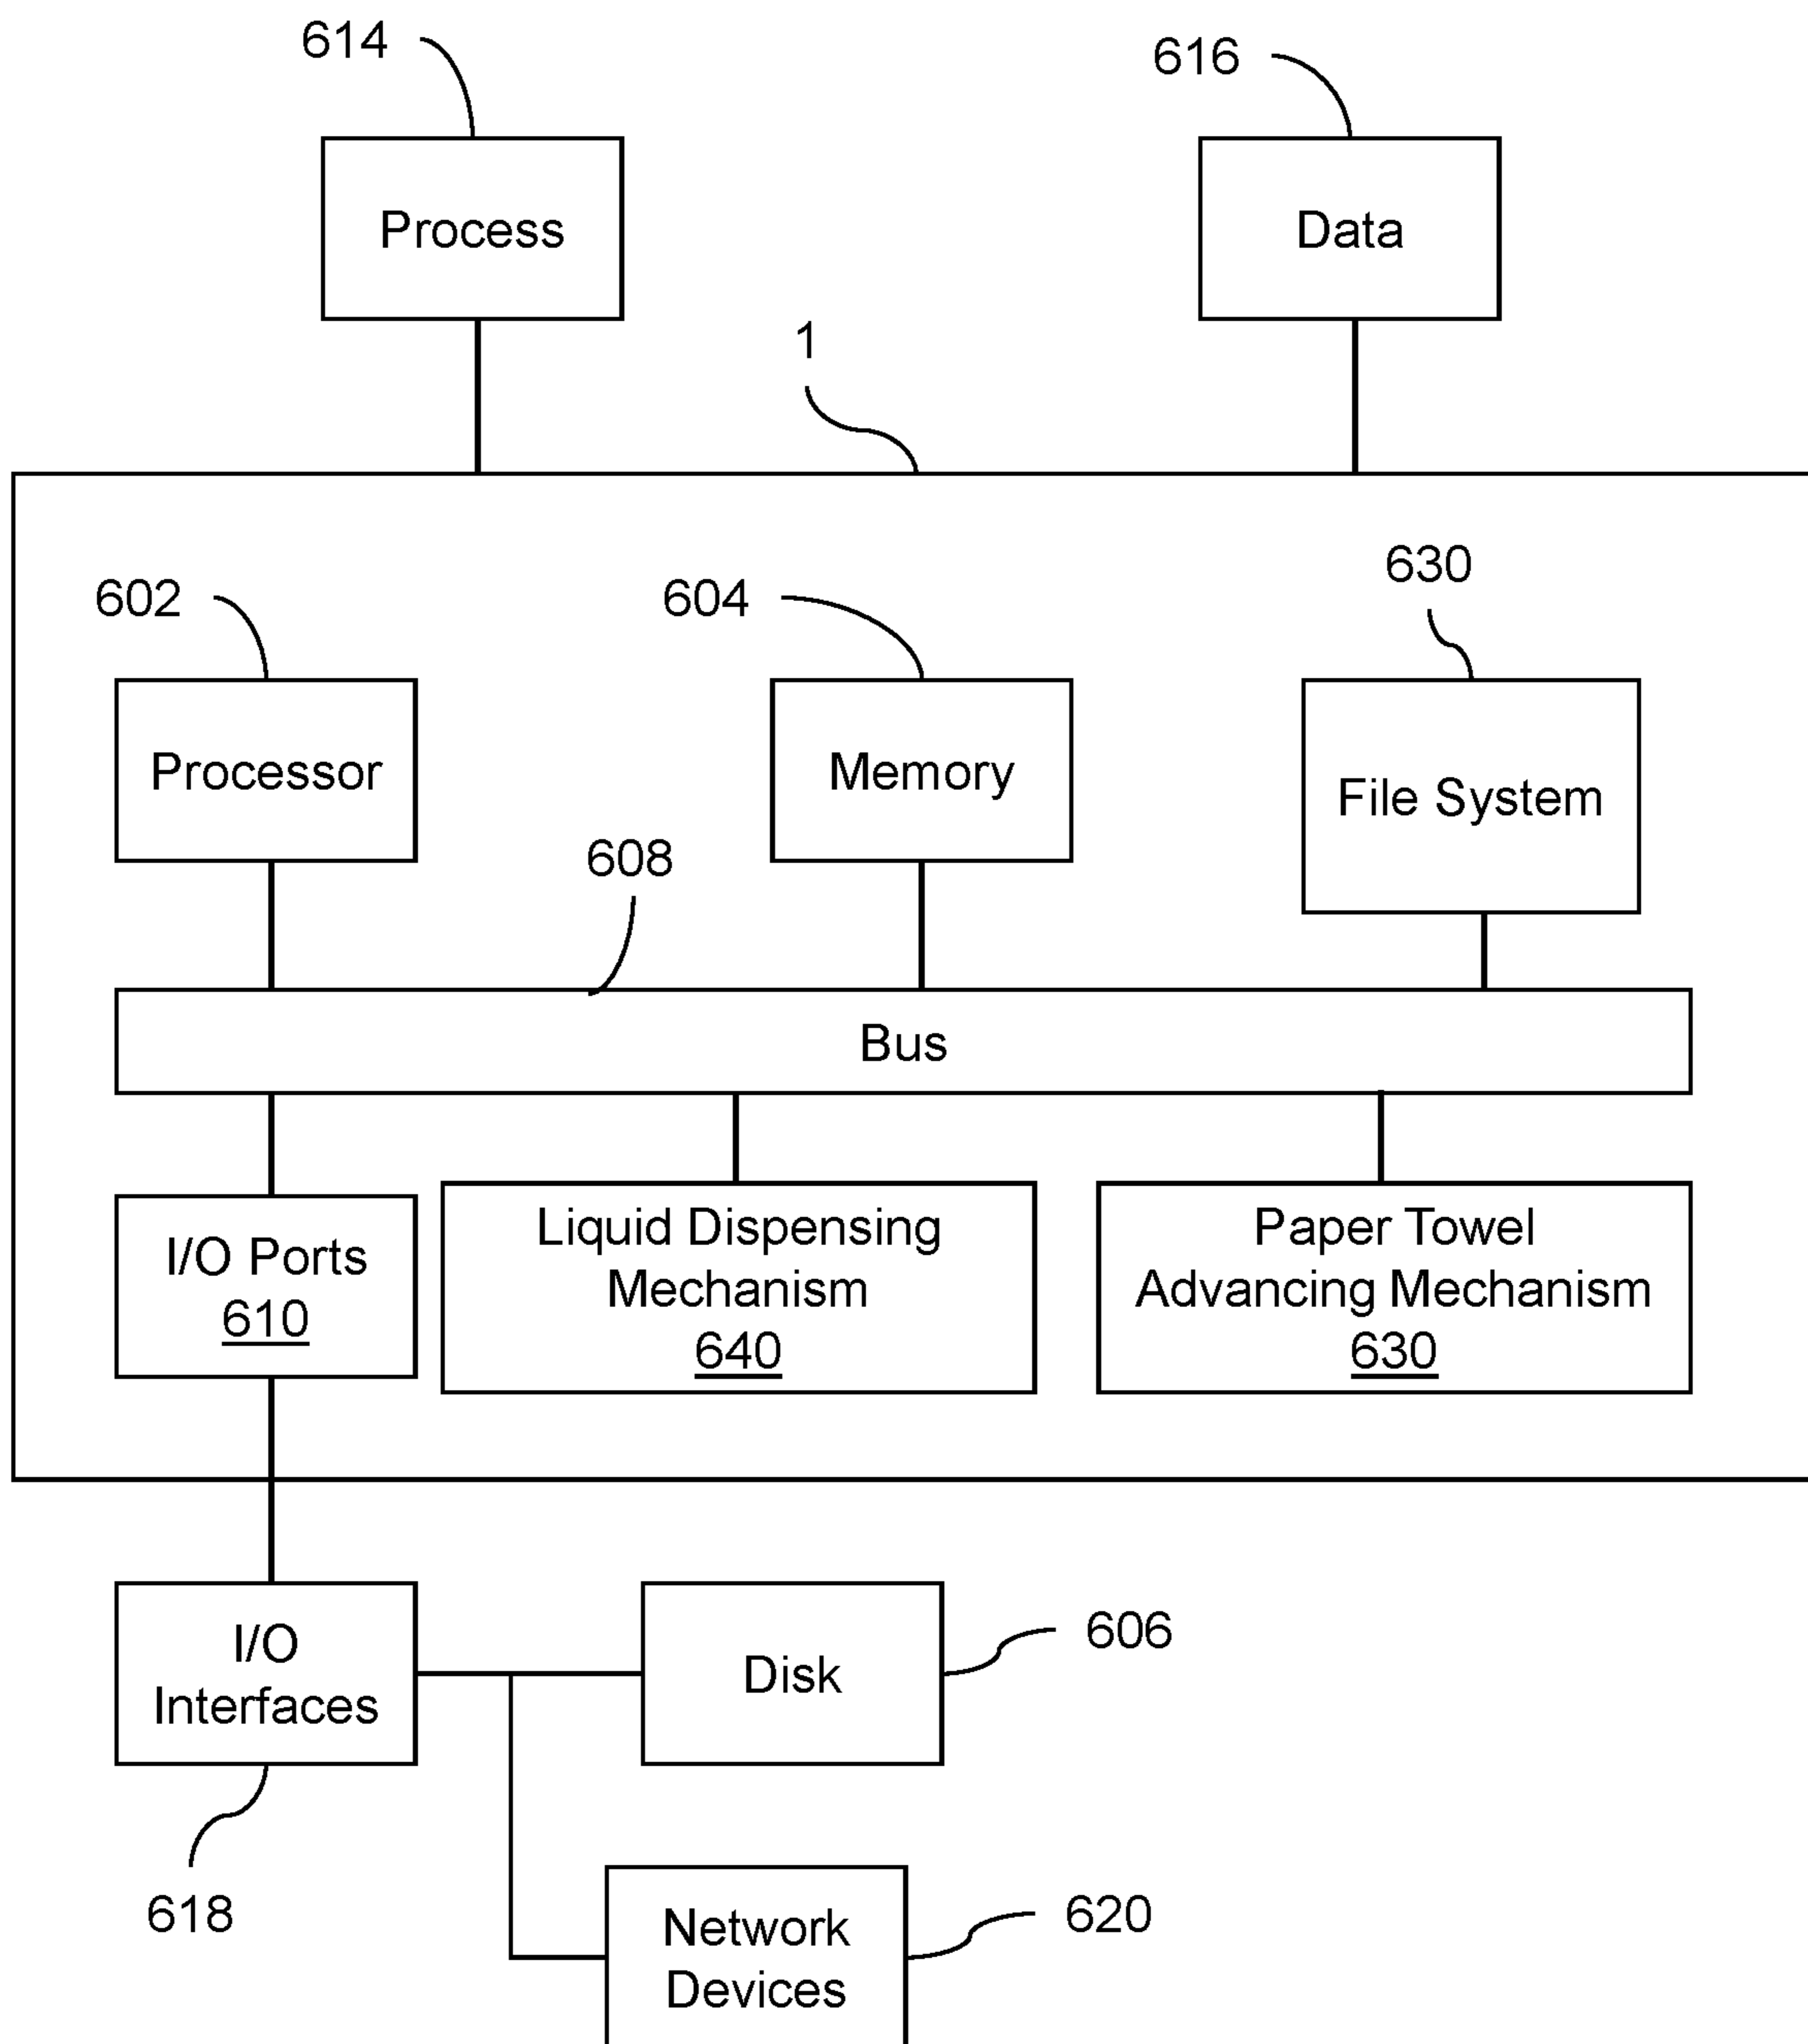 614
616
Process
Data
1
602
604
630
Processor
Memory
File System
608
Bus
I/O Ports
610
Liquid Dispensing
Mechanism
640
Paper Towel
Advancing Mechanism
630
I/O
Interfaces
Disk
606
618
Network
Devices
620